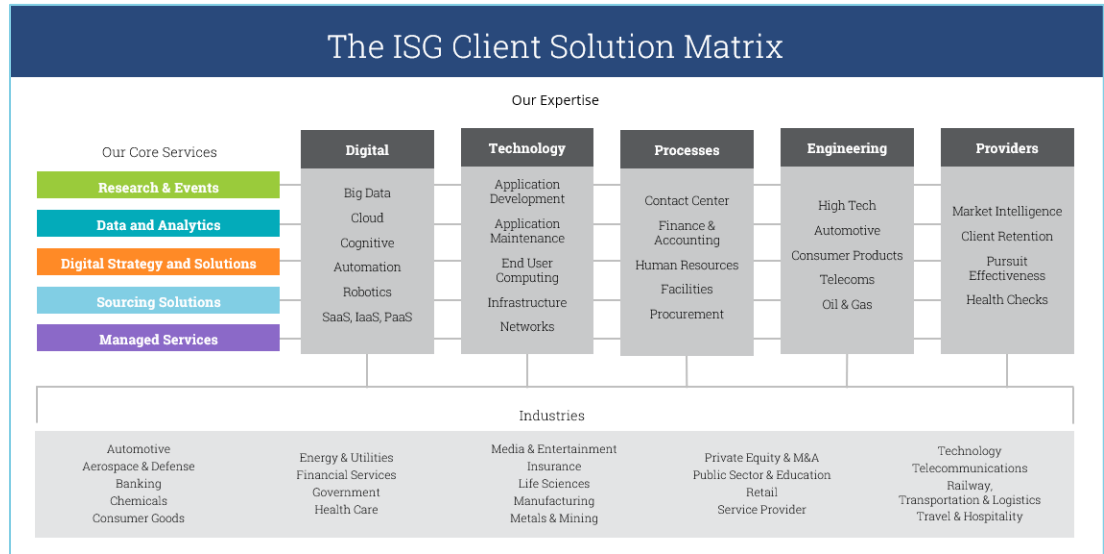 The ISG Client Solution Matrix
Our Expertise
Our Core Services
Research & Events
Data and Analytics
Digital Strategy and Solutions
Sourcing Solutions
Managed Services
Digital
Big Data
Cloud
Cognitive
Automation
Robotics
SaaS, IaaS, PaaS
Technology
Application
Development
Application
Maintenance
End User
Computing
Infrastructure
Networks
Processes
Contact Center
Finance &
Accounting
Human Resources
Facilities
Procurement
Engineering
High Tech
Automotive
Consumer Products
Telecoms
Oil & Gas
Providers
Market Intelligence
Client Retention
Pursuit
Effectiveness
Health Checks
Industries
Automotive
Aerospace & Defense
Banking
Chemicals
Consumer Goods
Energy & Utilities
Financial Services
Government
Health Care
Media & Entertainment
Insurance
Life Sciences
Manufacturing
Metals & Mining
Private Equity & M&A
Public Sector & Education
Retail
Service Provider
Technology
Telecommunications
Railway,
Transportation & Logistics
Travel & Hospitality